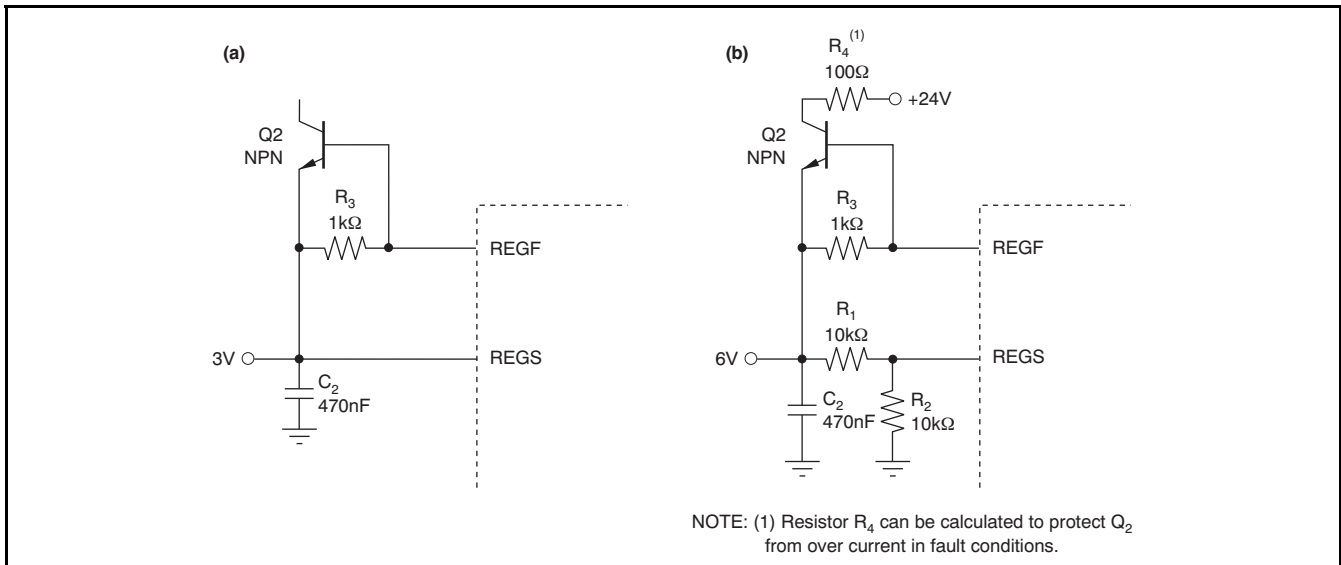 (a)
Q2
NPN
R3
1kΩ
REGF
3V
REGS
C2
470nF
(b)
R4(1)
100Ω
+24V
Q2
NPN
R3
1kΩ
REGF
R1
10kΩ
6V
REGS
C2
470nF
R2
10kΩ
NOTE: (1) Resistor R4 can be calculated to protect Q2
from over current in fault conditions.